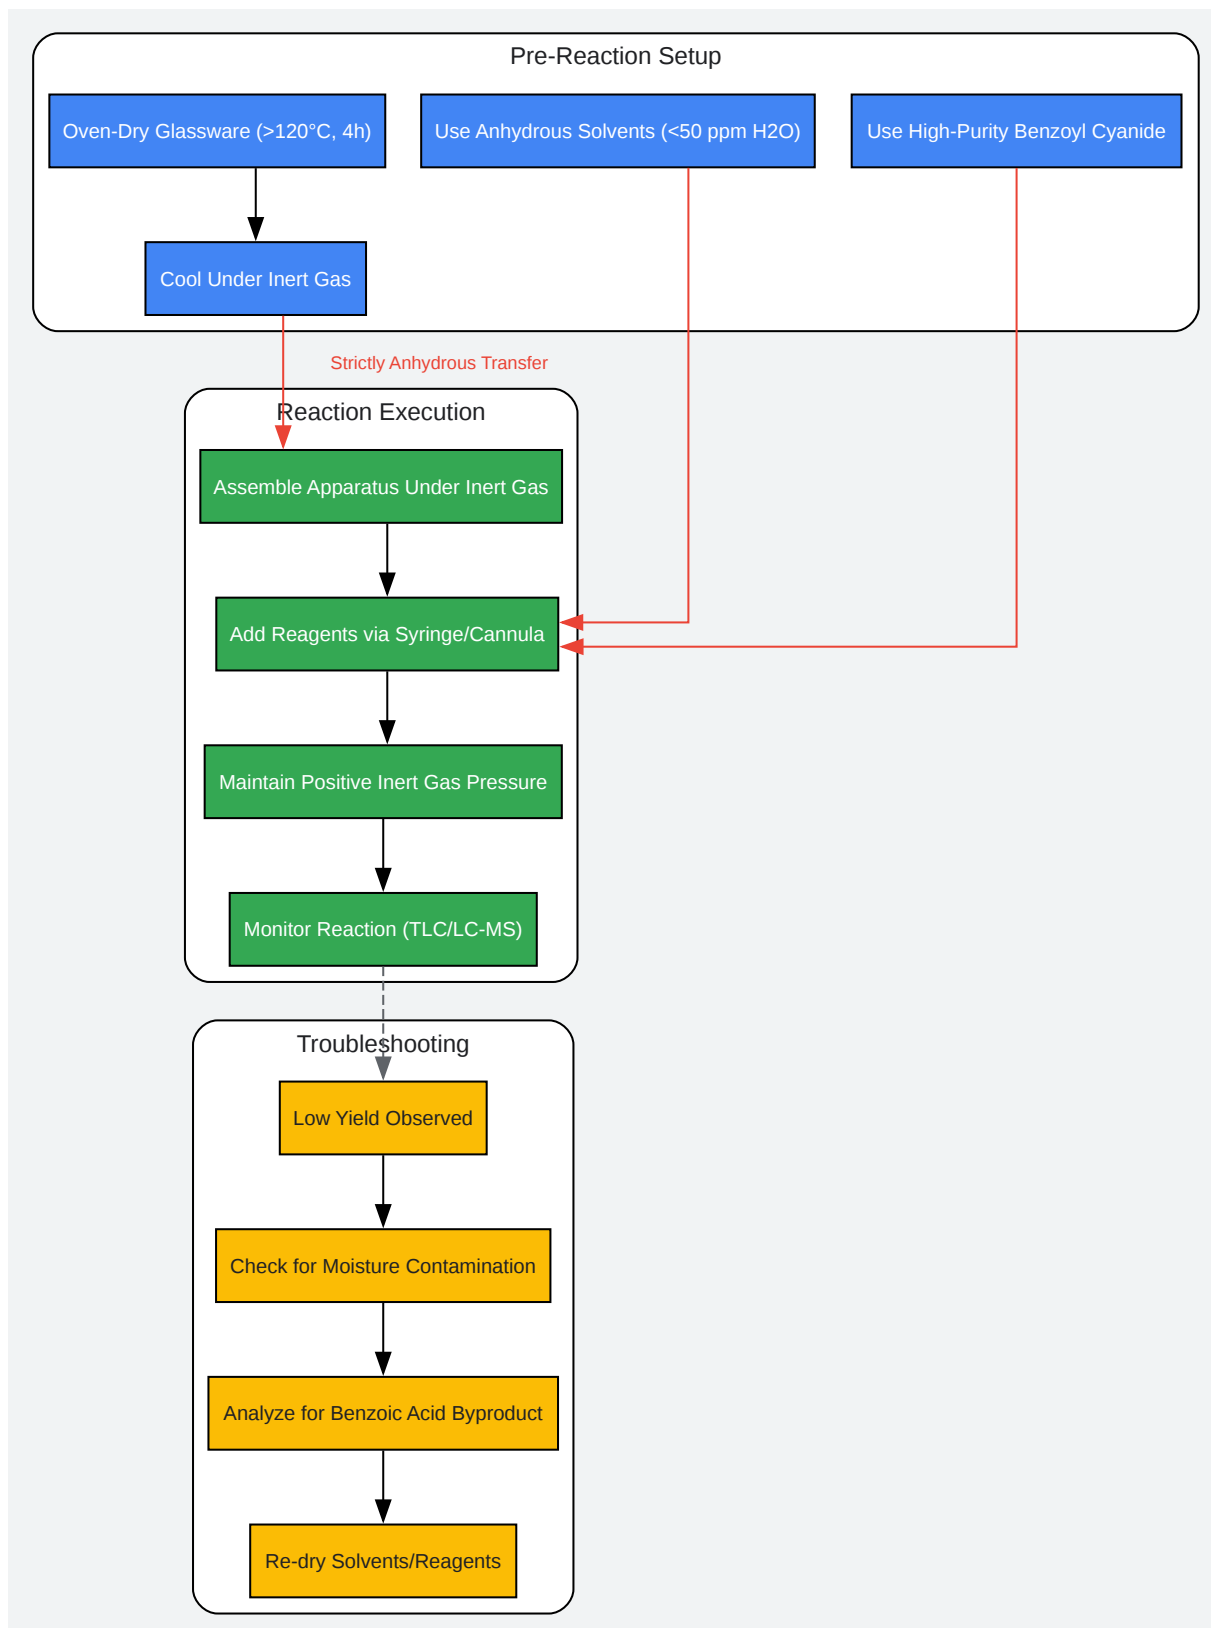 Pre-Reaction Setup
Oven-Dry Glassware (>120°C, 4h)
Use Anhydrous Solvents (<50 ppm H2O)
Use High-Purity Benzoyl Cyanide
Cool Under Inert Gas
Strictly Anhydrous Transfer
Reaction Execution
Assemble Apparatus Under Inert Gas
Add Reagents via Syringe/Cannula
Maintain Positive Inert Gas Pressure
Monitor Reaction (TLC/LC-MS)
Troubleshooting
Low Yield Observed
Check for Moisture Contamination
Analyze for Benzoic Acid Byproduct
Re-dry Solvents/Reagents